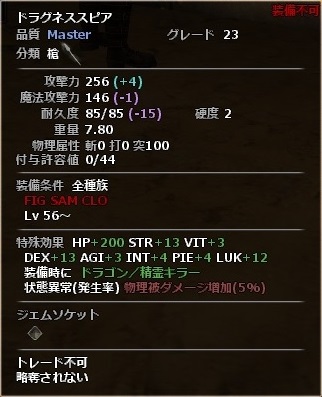 装備不可
ドラグネススピア
品質 Master グレード 23
分類 槍
攻撃力 256 (+4)
魔法攻撃力 146 (-1)
耐久度 85/85 (-15) 硬度 2
重量 7.80
物理属性 斬0 打0 突100
付与許容値 0/44
装備条件 全種族
FIG SAM CLO
Lv 56～
特殊効果 HP+200 STR+13 VIT+3
DEX+13 AGI+3 INT+4 PIE+4 LUK+12
装備時に ドラゴン／精霊キラー
状態異常(発生率) 物理被ダメージ増加(5%)
ジェムソケット
トレード不可
略奪されない